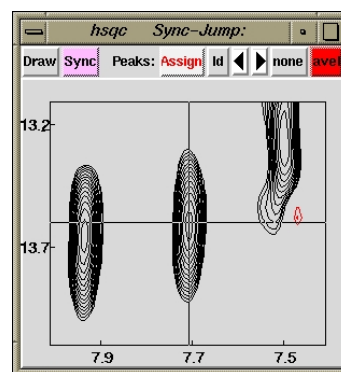 hsqc Sync-Jump:
Draw Sync Peaks: Assign Id none
13.2
13.7
7.9 7.7 7.5